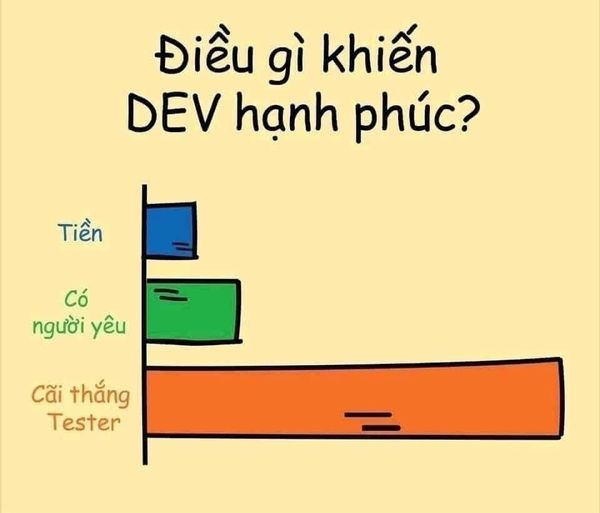 Điều gì khiến
DEV hạnh phúc?
Tiền
Có
người yêu
Cãi thắng
Tester